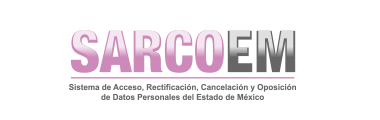 SARCOEM
Sistema de Acceso, Rectificación, Cancelación y Oposición
de Datos Personales del Estado de México